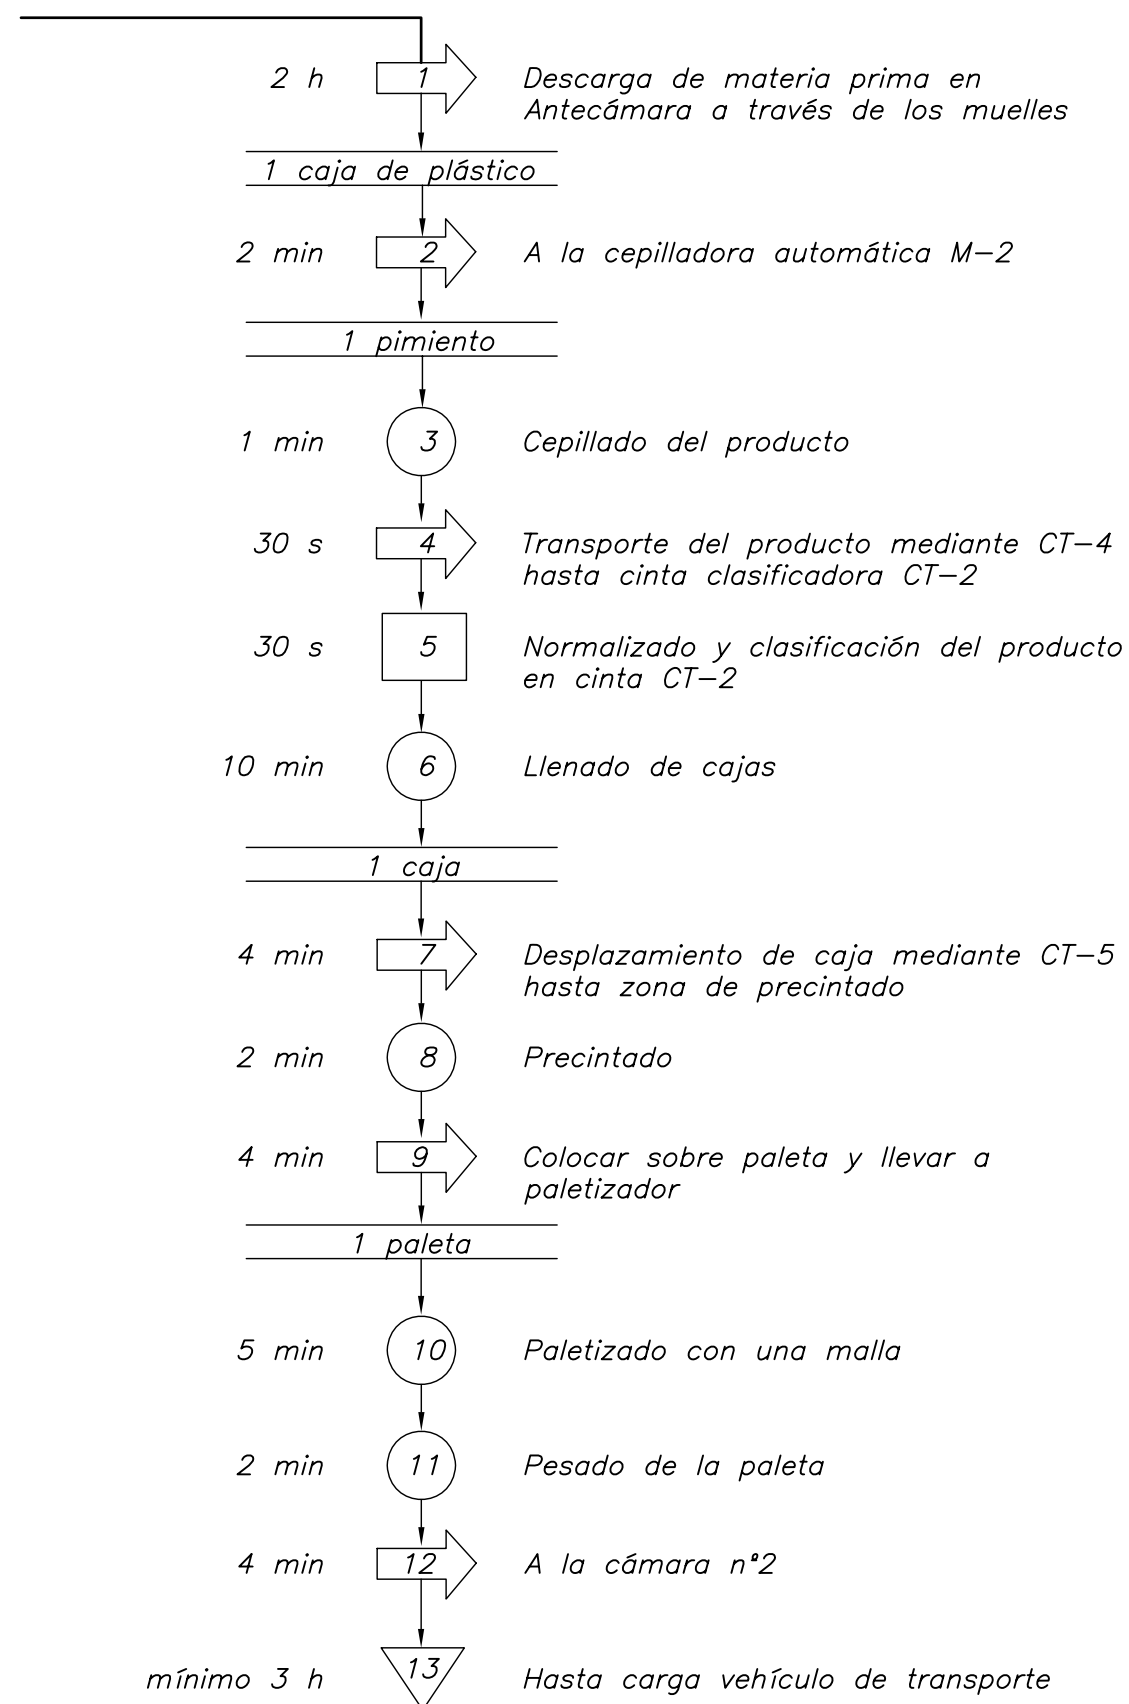 2 h 1 Descarga de materia prima en
Antecámara a través de los muelles
1 caja de plástico
2 min 2 A la cepilladora automática M-2
1 pimiento
1 min 3 Cepillado del producto
30 s 4 Transporte del producto mediante CT-4
hasta cinta clasificadora CT-2
30 s 5 Normalizado y clasificación del producto
en cinta CT-2
10 min 6 Llenado de cajas
1 caja
4 min 7 Desplazamiento de caja mediante CT-5
hasta zona de precintado
2 min 8 Precintado
4 min 9 Colocar sobre paleta y llevar a
paletizador
1 paleta
5 min 10 Paletizado con una malla
2 min 11 Pesado de la paleta
4 min 12 A la cámara nª2
mínimo 3 h 13 Hasta carga vehículo de transporte